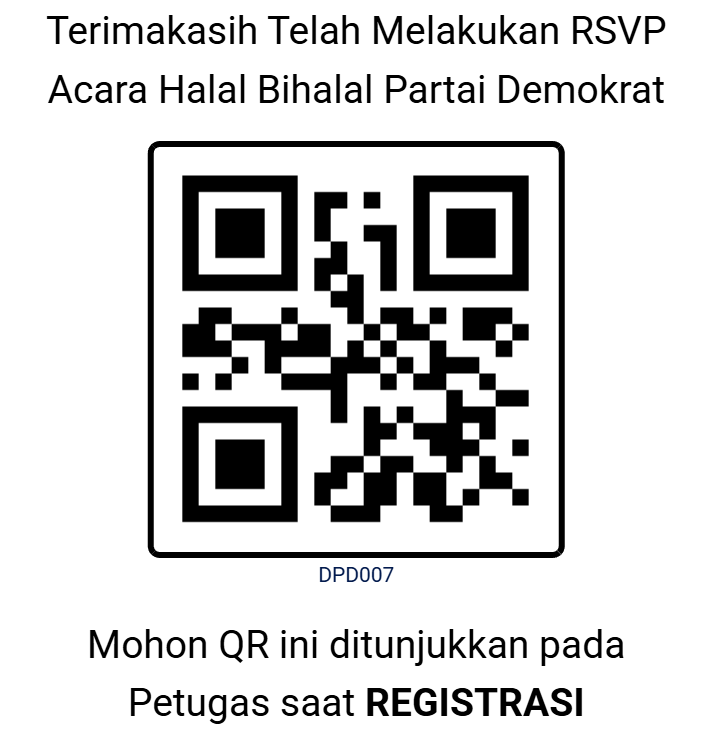 Terimakasih Telah Melakukan RSVP
Acara Halal Bihalal Partai Demokrat
DPD007
Mohon QR ini ditunjukkan pada
Petugas saat REGISTRASI